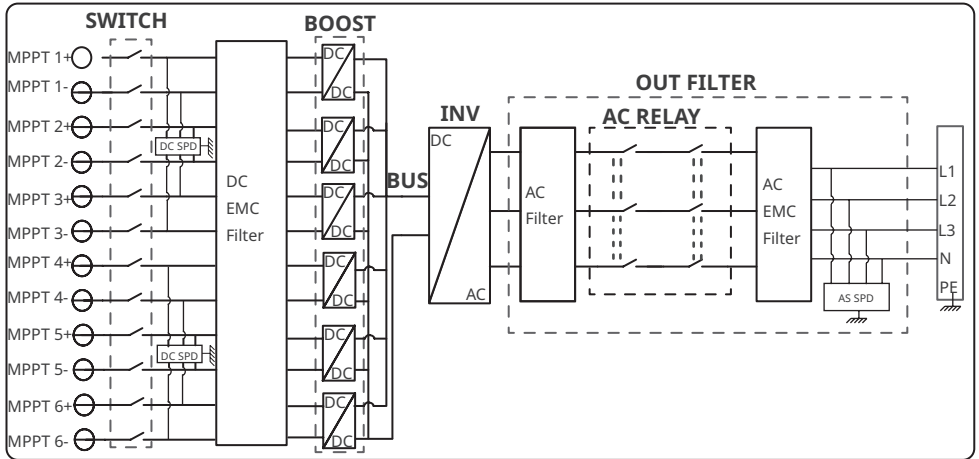 SWITCH
BOOST
MPPT 1+
MPPT 1-
MPPT 2+
MPPT 2-
MPPT 3+
MPPT 3-
MPPT 4+
MPPT 4-
MPPT 5+
MPPT 5-
MPPT 6+
MPPT 6-
DC SPD
DC SPD
DC
EMC
Filter
DC
DC
DC
DC
DC
DC
DC
DC
DC
DC
DC
DC
BUS
INV
DC
AC
OUT FILTER
AC RELAY
AC
Filter
AC
EMC
Filter
AS SPD
L1
L2
L3
N
PE